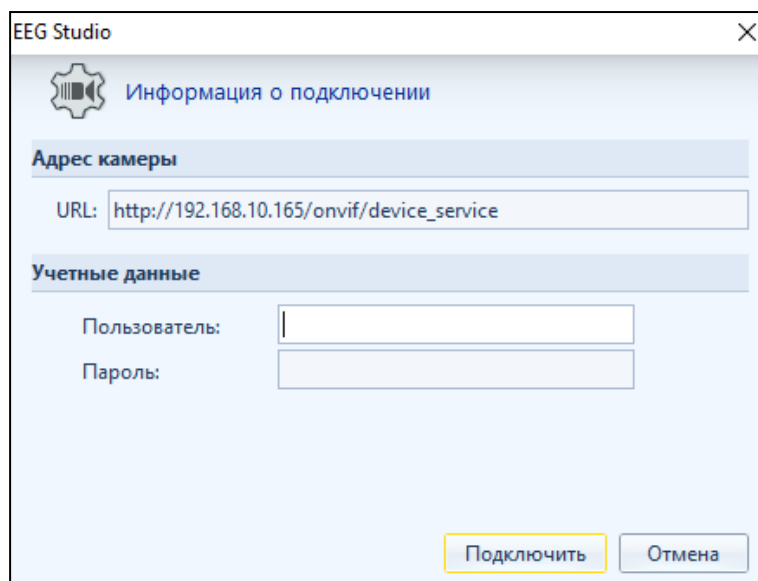 EEG Studio
Информация о подключении
Адрес камеры
URL: http://192.168.10.165/onvif/device_service
Учетные данные
Пользователь:
Пароль:
Подключить Отмена